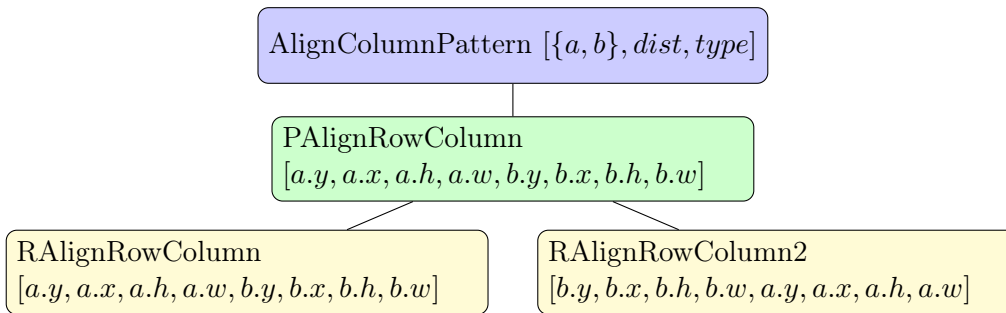 AlignColumnPattern [{a, b}, dist, type]
PAlignRowColumn
[a.y, a.x, a.h, a.w, b.y, b.x, b.h, b.w]
RAlignRowColumn
[a.y, a.x, a.h, a.w, b.y, b.x, b.h, b.w]
RAlignRowColumn2
[b.y, b.x, b.h, b.w, a.y, a.x, a.h, a.w]